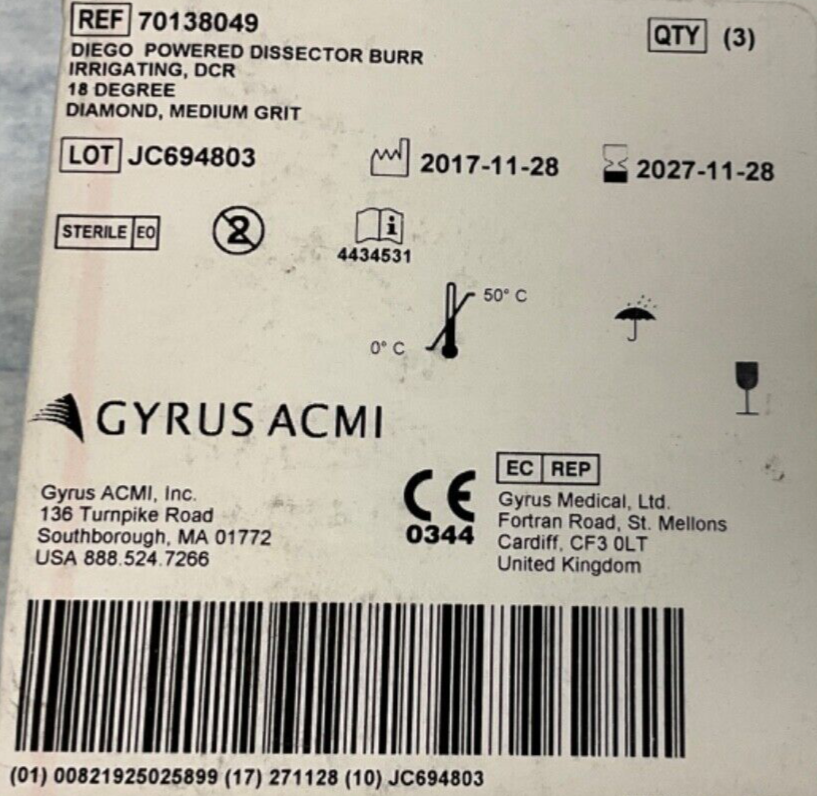 REF 70138049
QTY (3)
DIEGO POWERED DISSECTOR BURR
IRRIGATING, DCR
18 DEGREE
DIAMOND, MEDIUM GRIT
LOT JC694803
2017-11-28
2027-11-28
STERILE EO
2
i
4434531
50° C
0° C
GYRUS ACMI
Gyrus ACMI, Inc.
136 Turnpike Road
Southborough, MA 01772
USA 888.524.7266
CE
0344
EC REP
Gyrus Medical, Ltd.
Fortran Road, St. Mellons
Cardiff, CF3 0LT
United Kingdom
(01) 00821925025899 (17) 271128 (10) JC694803